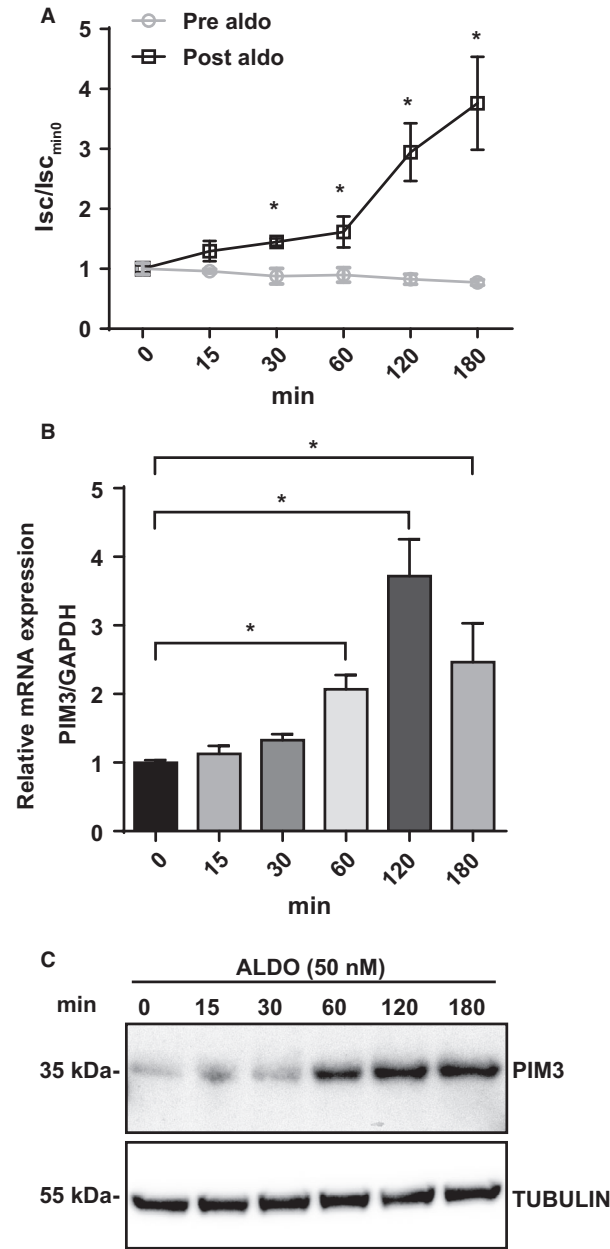 A
Pre aldo
Post aldo
Isc/Isc min0
5
4
3
2
1
0
* * * *
0 15 30 60 120 180
min
B
Relative mRNA expression
PIM3/GAPDH
*
*
*
5
4
3
2
1
0
0 15 30 60 120 180
min
C
ALDO (50 nM)
min 0 15 30 60 120 180
35 kDa- PIM3
55 kDa- TUBULIN